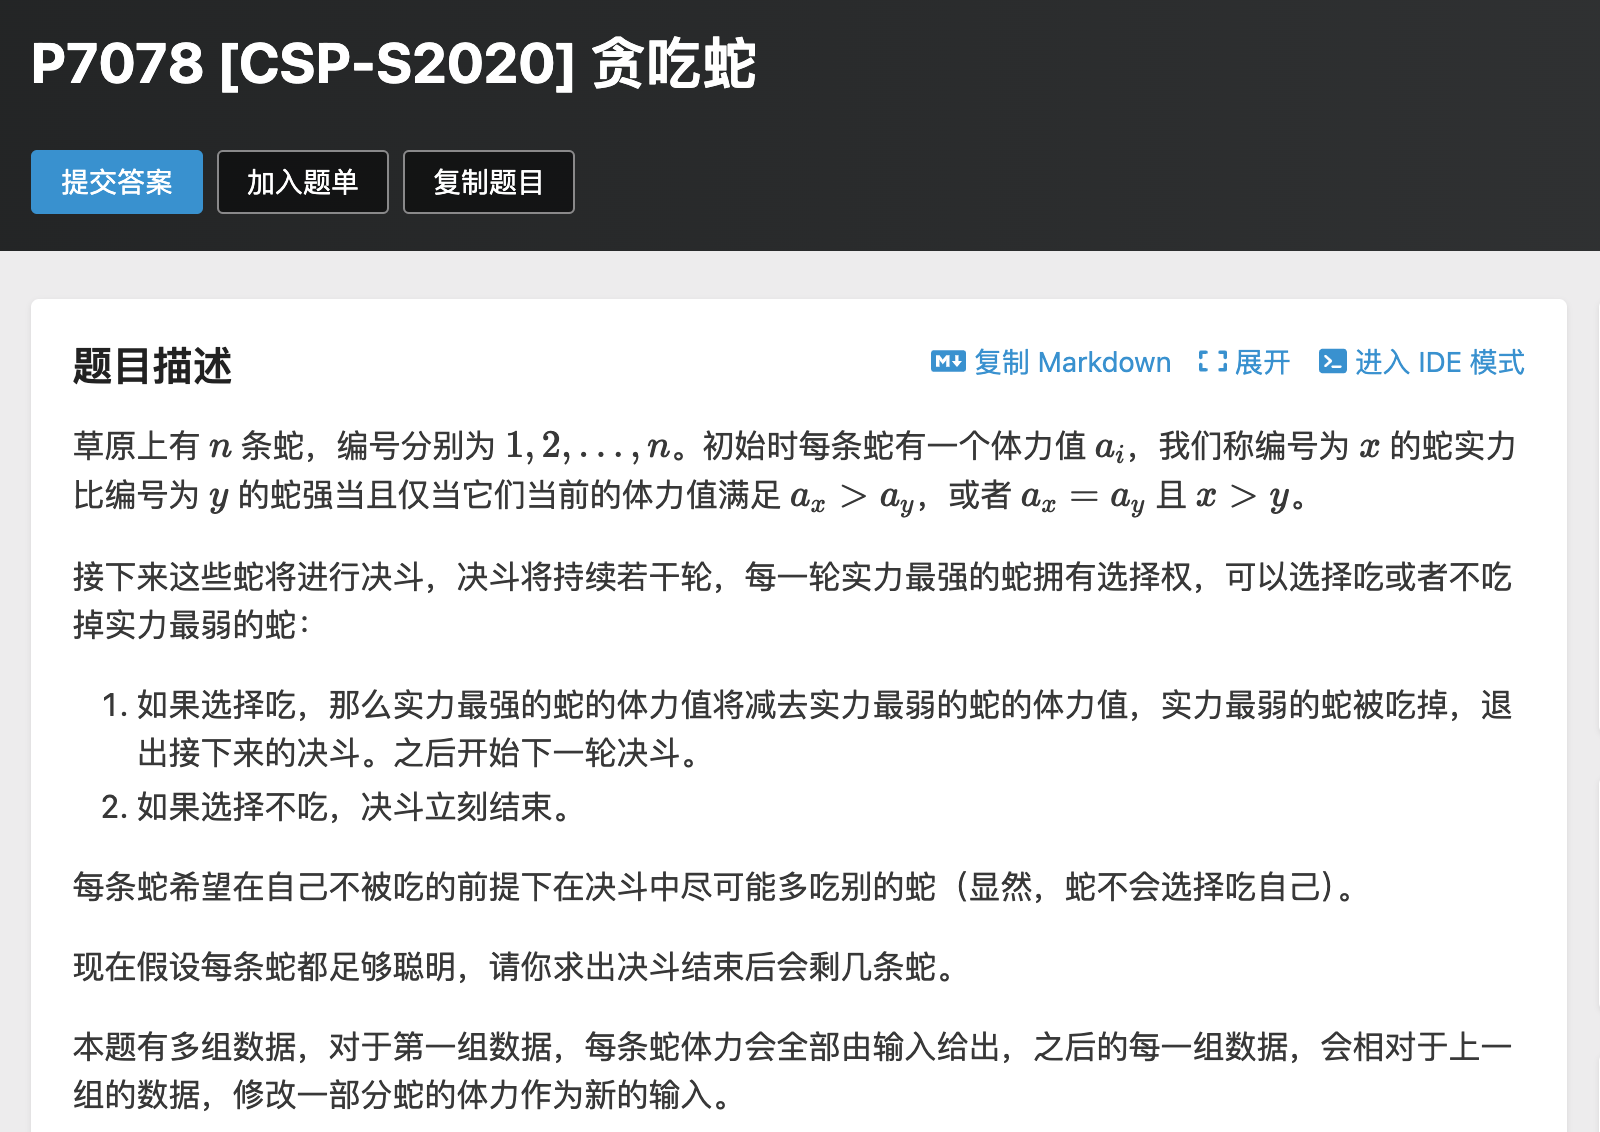 P7078 [CSP-S2020] 贪吃蛇
提交答案 加入题单 复制题目
题目描述 复制 Markdown 展开 进入 IDE 模式
草原上有 n 条蛇，编号分别为 1, 2, . . . , n。初始时每条蛇有一个体力值 a_i，我们称编号为 x 的蛇实力
比编号为 y 的蛇强当且仅当它们当前的体力值满足 a_x > a_y，或者 a_x = a_y 且 x > y。
接下来这些蛇将进行决斗，决斗将持续若干轮，每一轮实力最强的蛇拥有选择权，可以选择吃或者不吃
掉实力最弱的蛇：
1. 如果选择吃，那么实力最强的蛇的体力值将减去实力最弱的蛇的体力值，实力最弱的蛇被吃掉，退
出接下来的决斗。之后开始下一轮决斗。
2. 如果选择不吃，决斗立刻结束。
每条蛇希望在自己不被吃的前提下在决斗中尽可能多吃别的蛇（显然，蛇不会选择吃自己）。
现在假设每条蛇都足够聪明，请你求出决斗结束后会剩几条蛇。
本题有多组数据，对于第一组数据，每条蛇体力会全部由输入给出，之后的每一组数据，会相对于上一
组的数据，修改一部分蛇的体力作为新的输入。